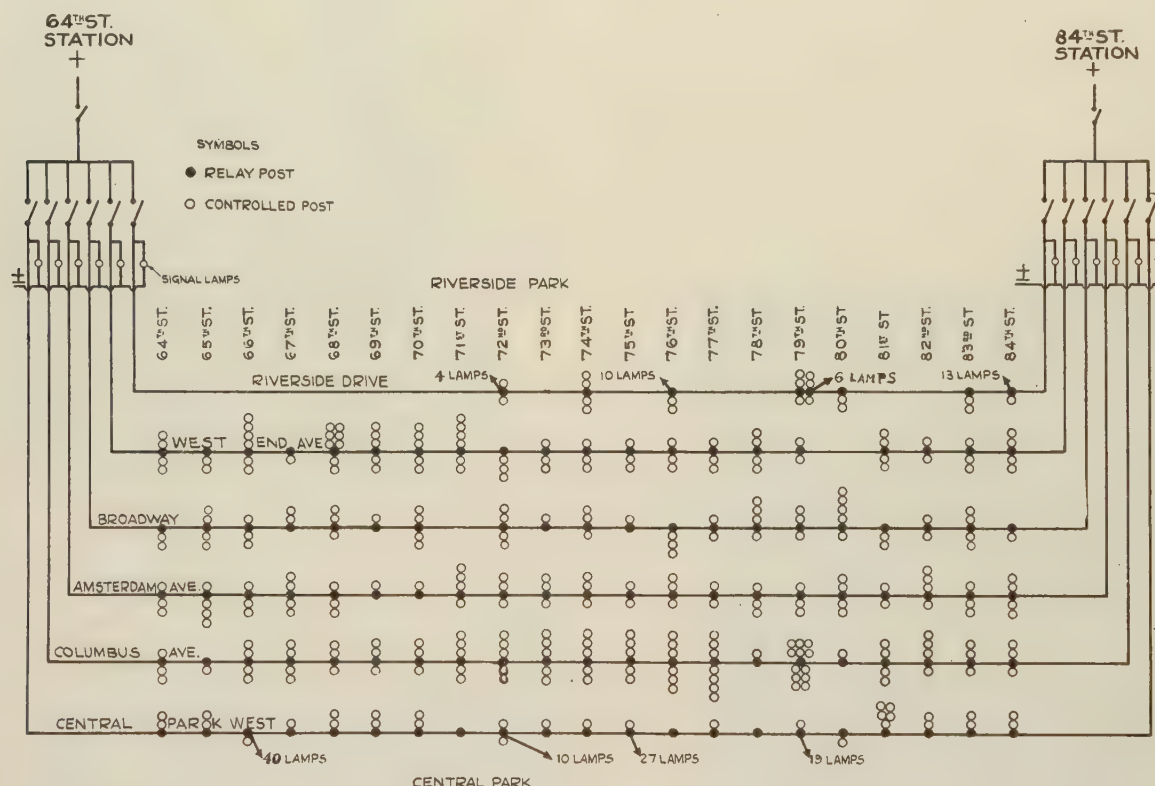 64TH ST.
STATION
+
84TH ST.
STATION
+
SYMBOLS
RELAY POST
CONTROLLED POST
SIGNAL LAMPS
±
±
RIVERSIDE PARK
64TH ST.
65TH ST.
66TH ST.
67TH ST.
68TH ST.
69TH ST.
70TH ST.
71ST ST
72ND ST.
73RD ST.
74TH ST.
75TH ST.
76TH ST.
77TH ST.
78TH ST.
79TH ST.
80TH ST
81ST ST
82ND ST.
83RD ST
84TH ST.
RIVERSIDE DRIVE
4 LAMPS
10 LAMPS
6 LAMPS
13 LAMPS
WEST END AVE
BROADWAY
AMSTERDAM AVE.
COLUMBUS AVE.
CENTRAL PARK WEST
40 LAMPS
10 LAMPS
27 LAMPS
19 LAMPS
CENTRAL PARK